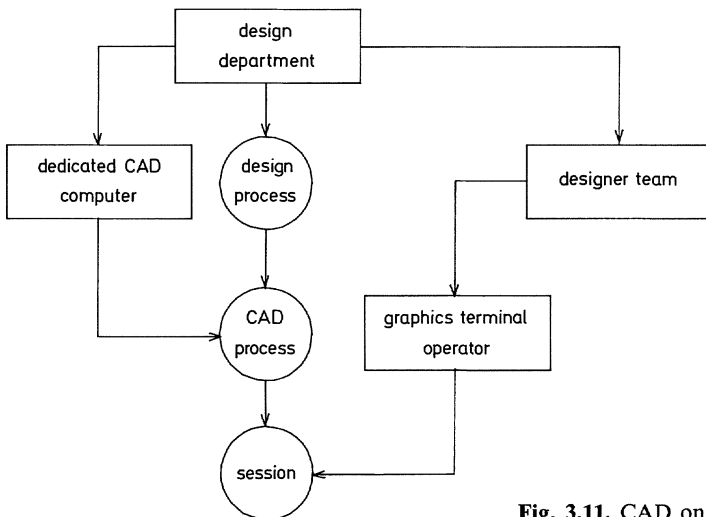 design
department
dedicated CAD
computer
design
process
designer team
CAD
process
graphics terminal
operator
session
Fig. 3.11. CAD on